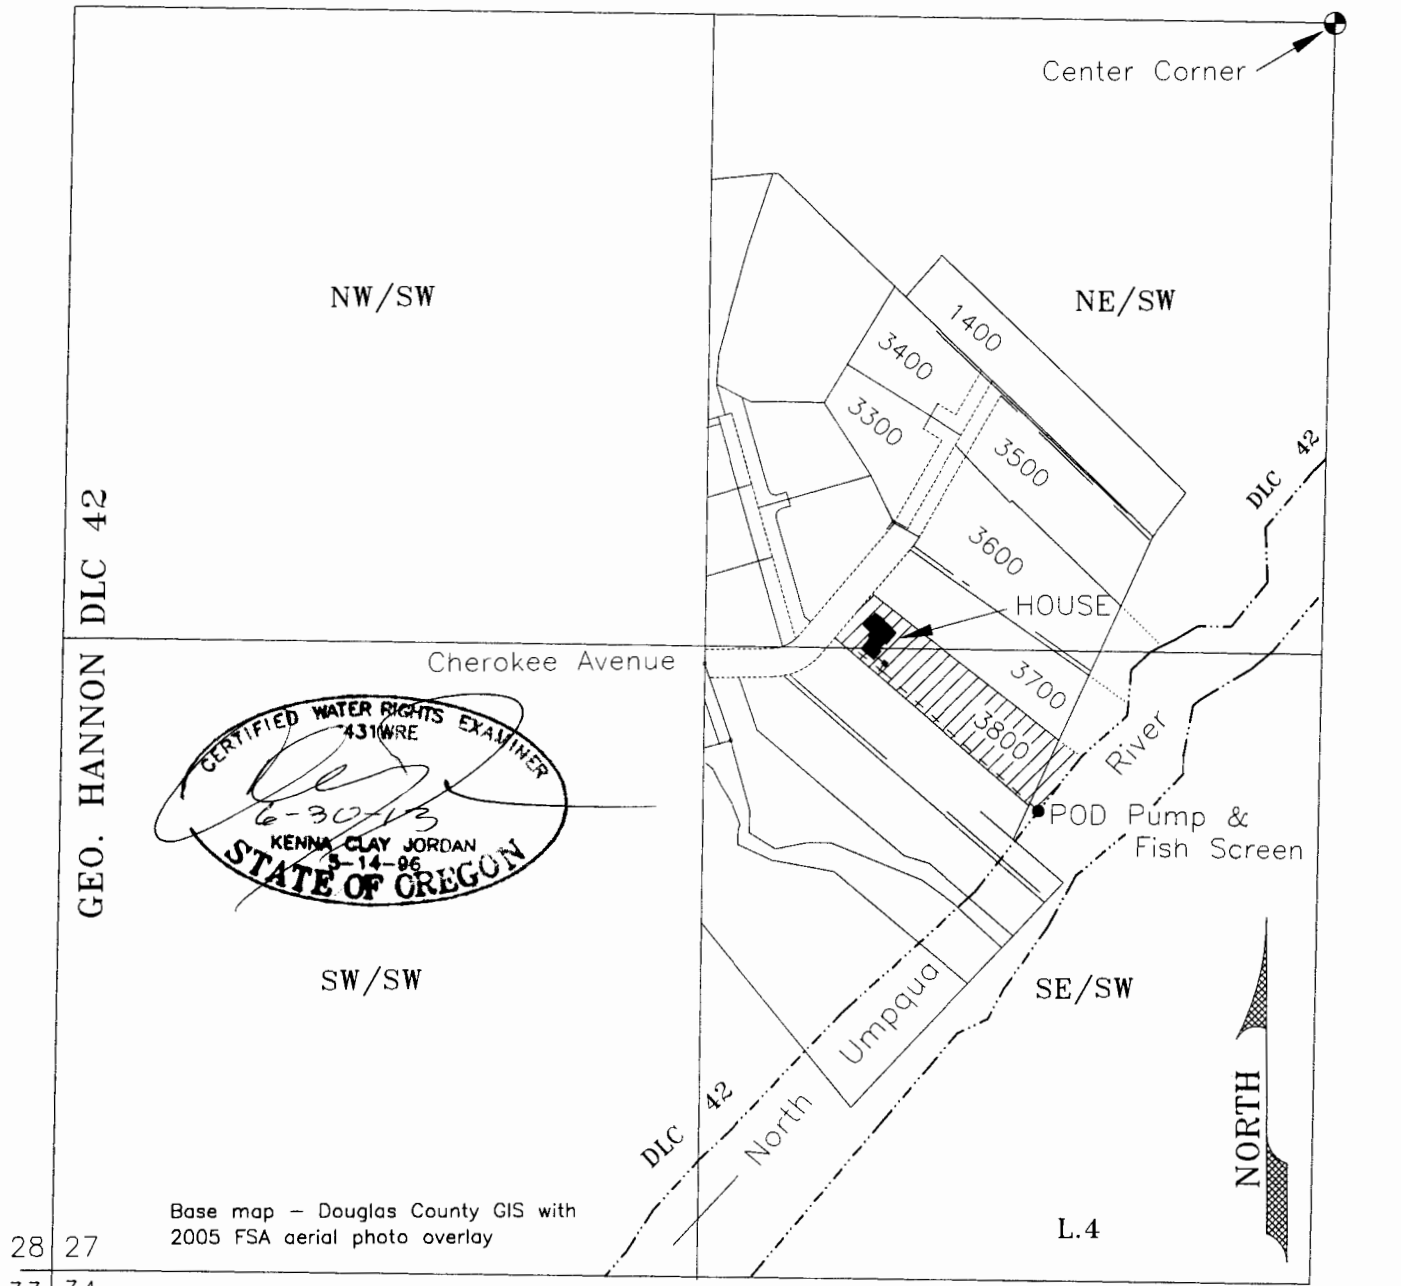 Center Corner
NW/SW
NE/SW
1400
3400
3300
3500
DLC 42
3600
HOUSE
GEO. HANNON DLC 42
Cherokee Avenue
3700
3800
River
CERTIFIED WATER RIGHTS EXAMINER
431WRE
6-30-13
KENNA CLAY JORDAN
5-14-96
STATE OF OREGON
POD Pump &
Fish Screen
SW/SW
Umpqua
SE/SW
North
DLC 42
NORTH
Base map – Douglas County GIS with
2005 FSA aerial photo overlay
L.4
28 27